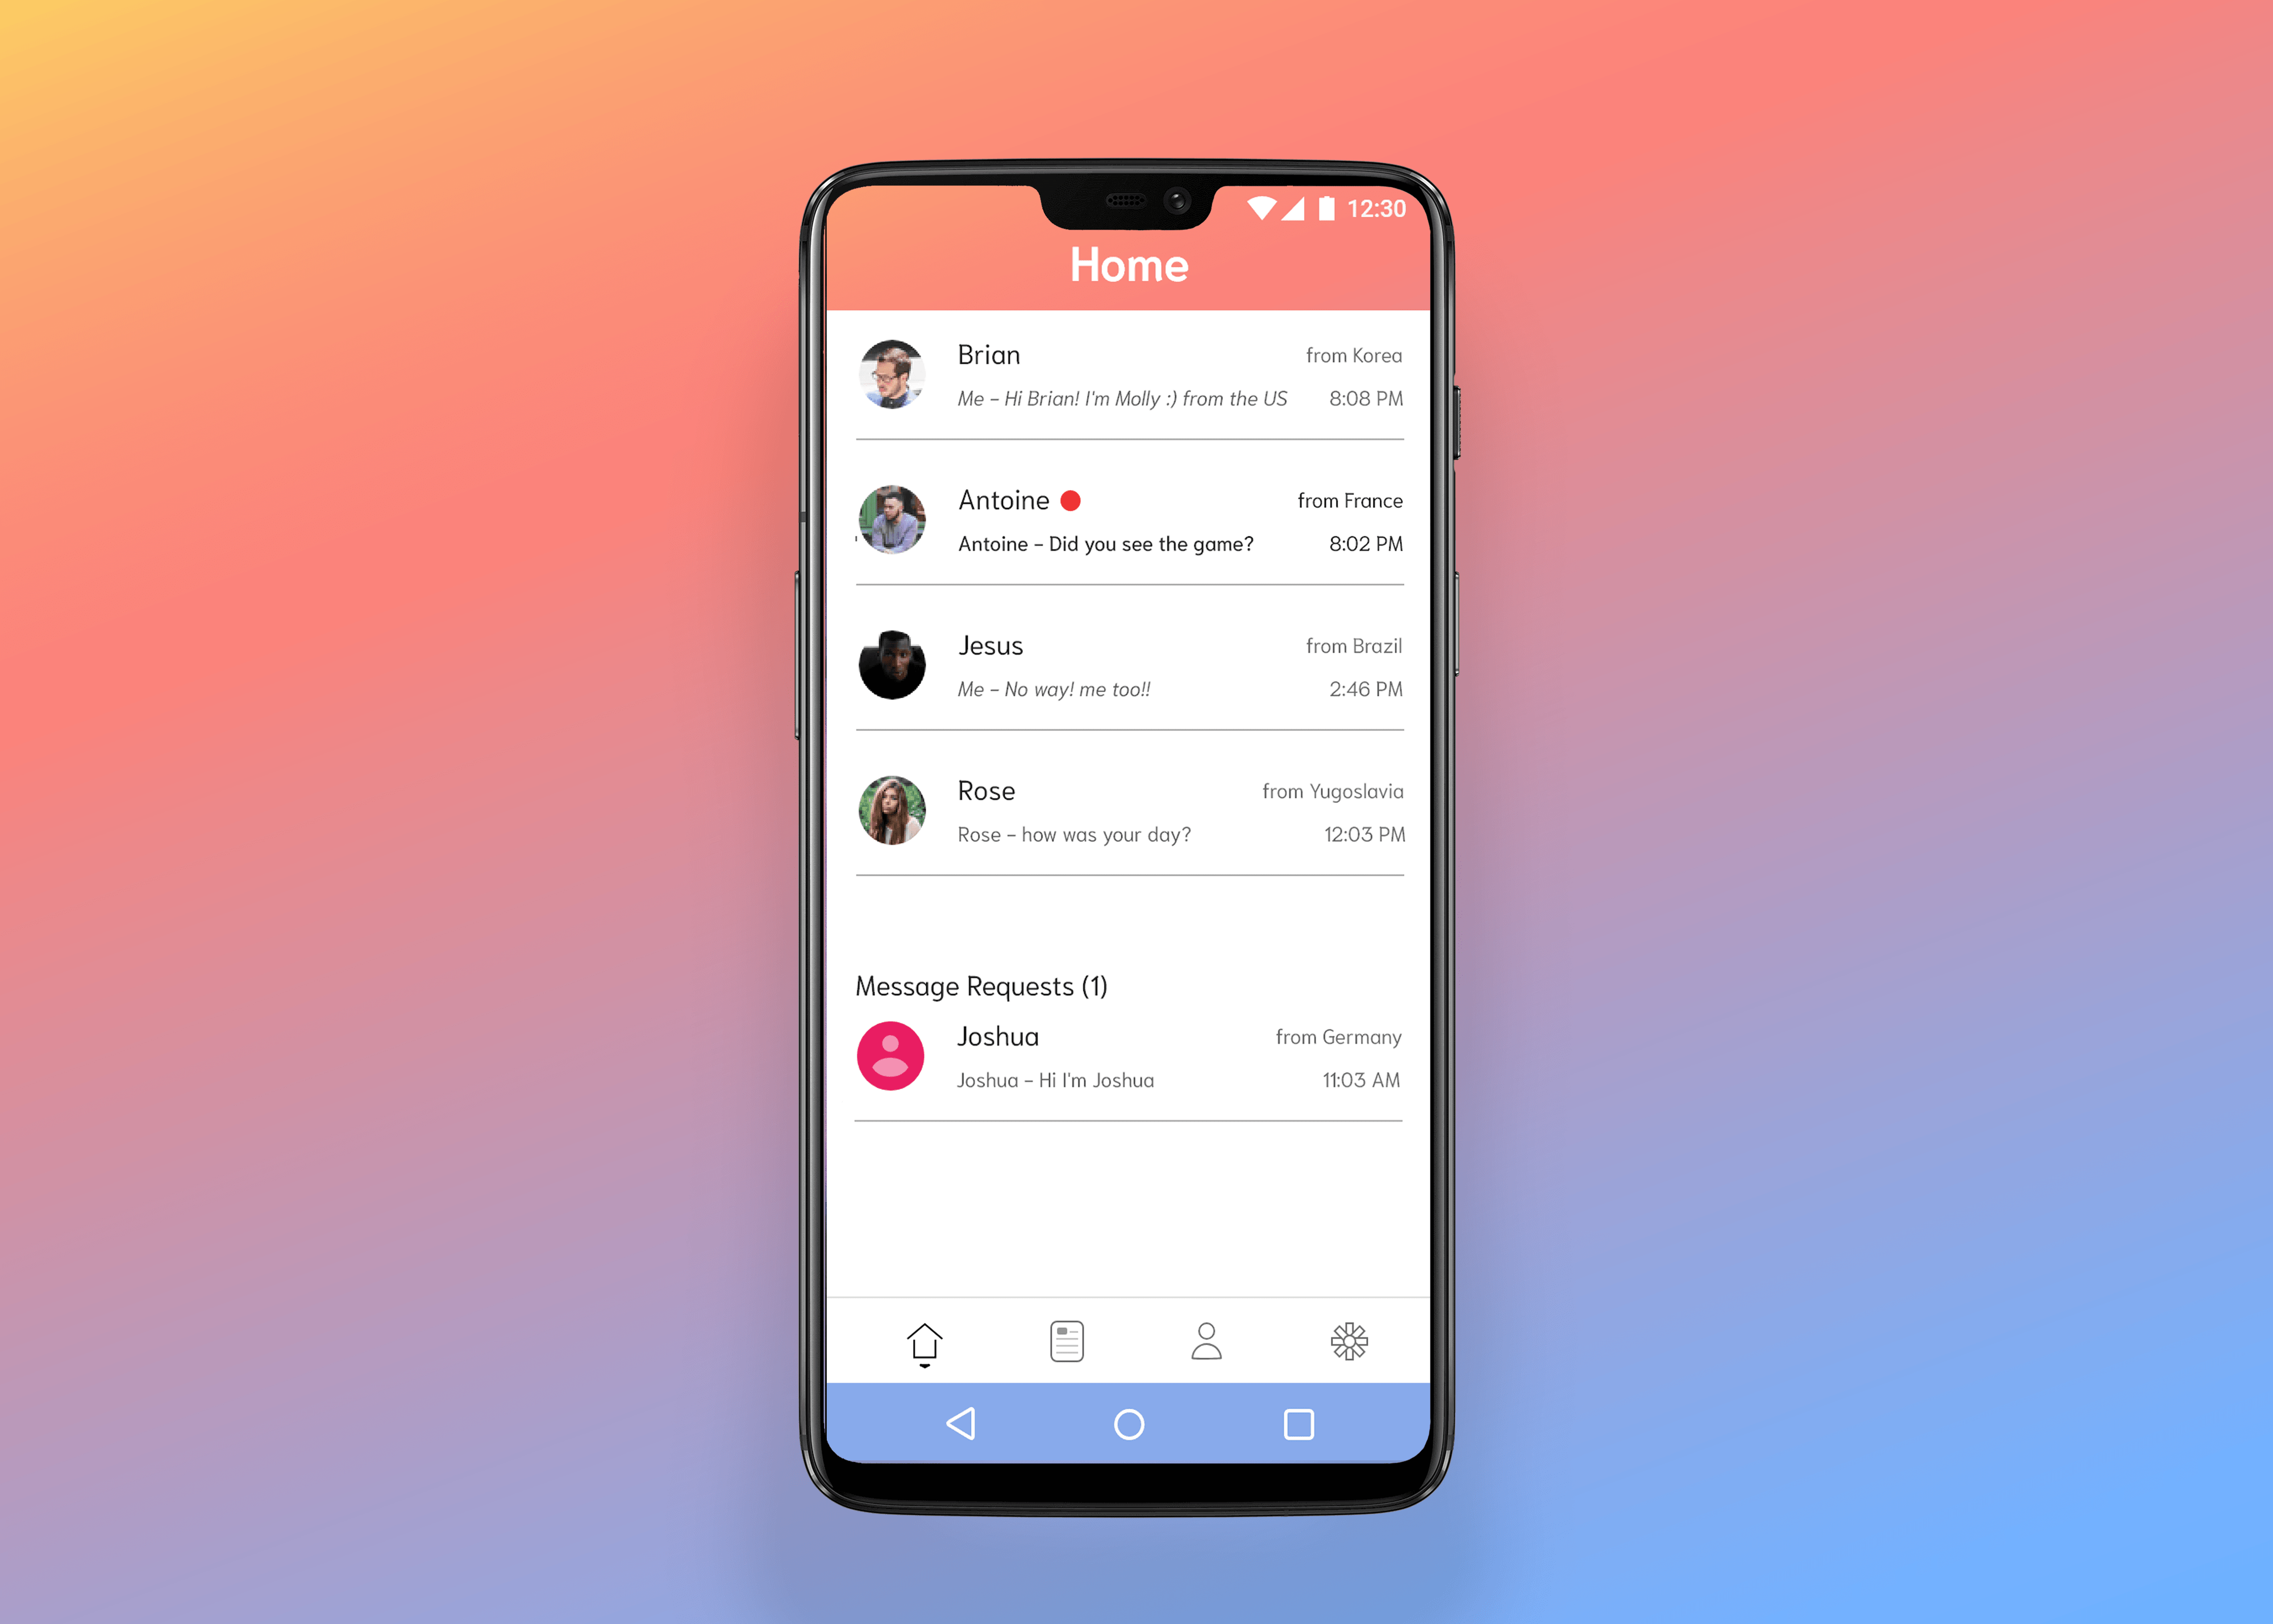 12:30
Home
Brian from Korea
Me - Hi Brian! I'm Molly :) from the US 8:08 PM
Antoine from France
Antoine - Did you see the game? 8:02 PM
Jesus from Brazil
Me - No way! me too!! 2:46 PM
Rose from Yugoslavia
Rose - how was your day? 12:03 PM
Message Requests (1)
Joshua from Germany
Joshua - Hi I'm Joshua 11:03 AM